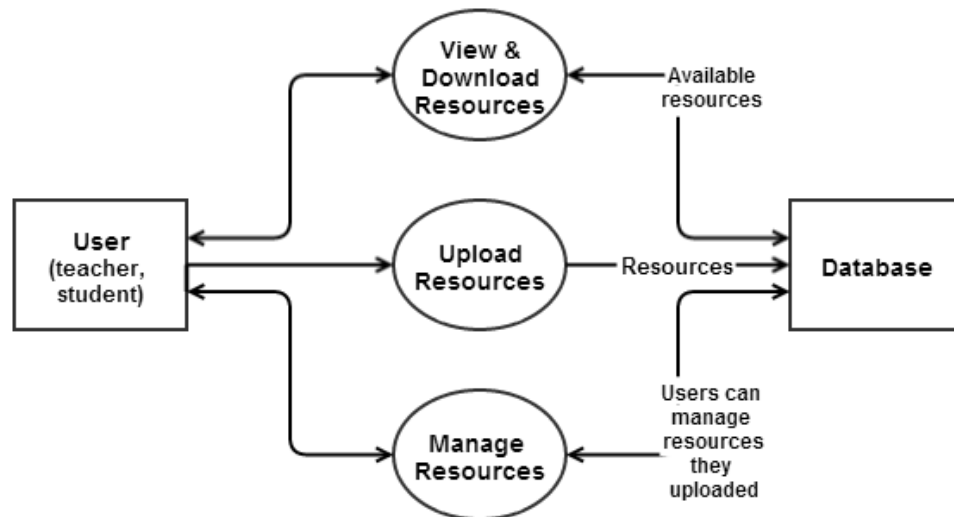 View &
Download
Resources
Available
resources
User
(teacher,
student)
Upload
Resources
Resources
Database
Manage
Resources
Users can
manage
resources
they
uploaded